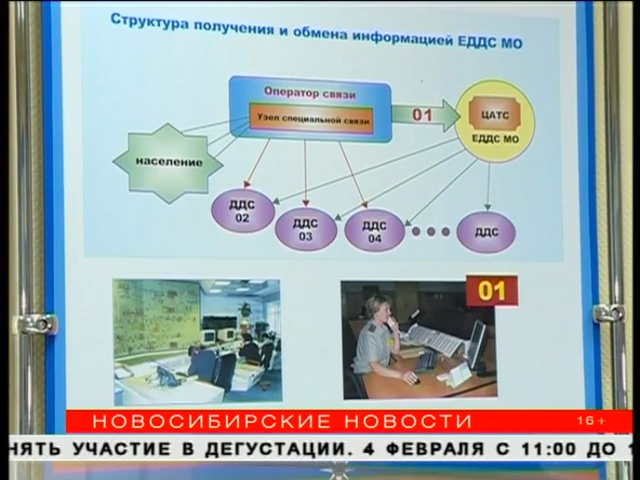 Структура получения и обмена информацией ЕДДС МО
Оператор связи
Узел специальной связи
01
ЦАТС
ЕДДС МО
население
ДДС
02
ДДС
03
ДДС
04
ДДС
01
НОВОСИБИРСКИЕ НОВОСТИ
16+
НЯТЬ УЧАСТИЕ В ДЕГУСТАЦИИ. 4 ФЕВРАЛЯ С 11:00 ДО